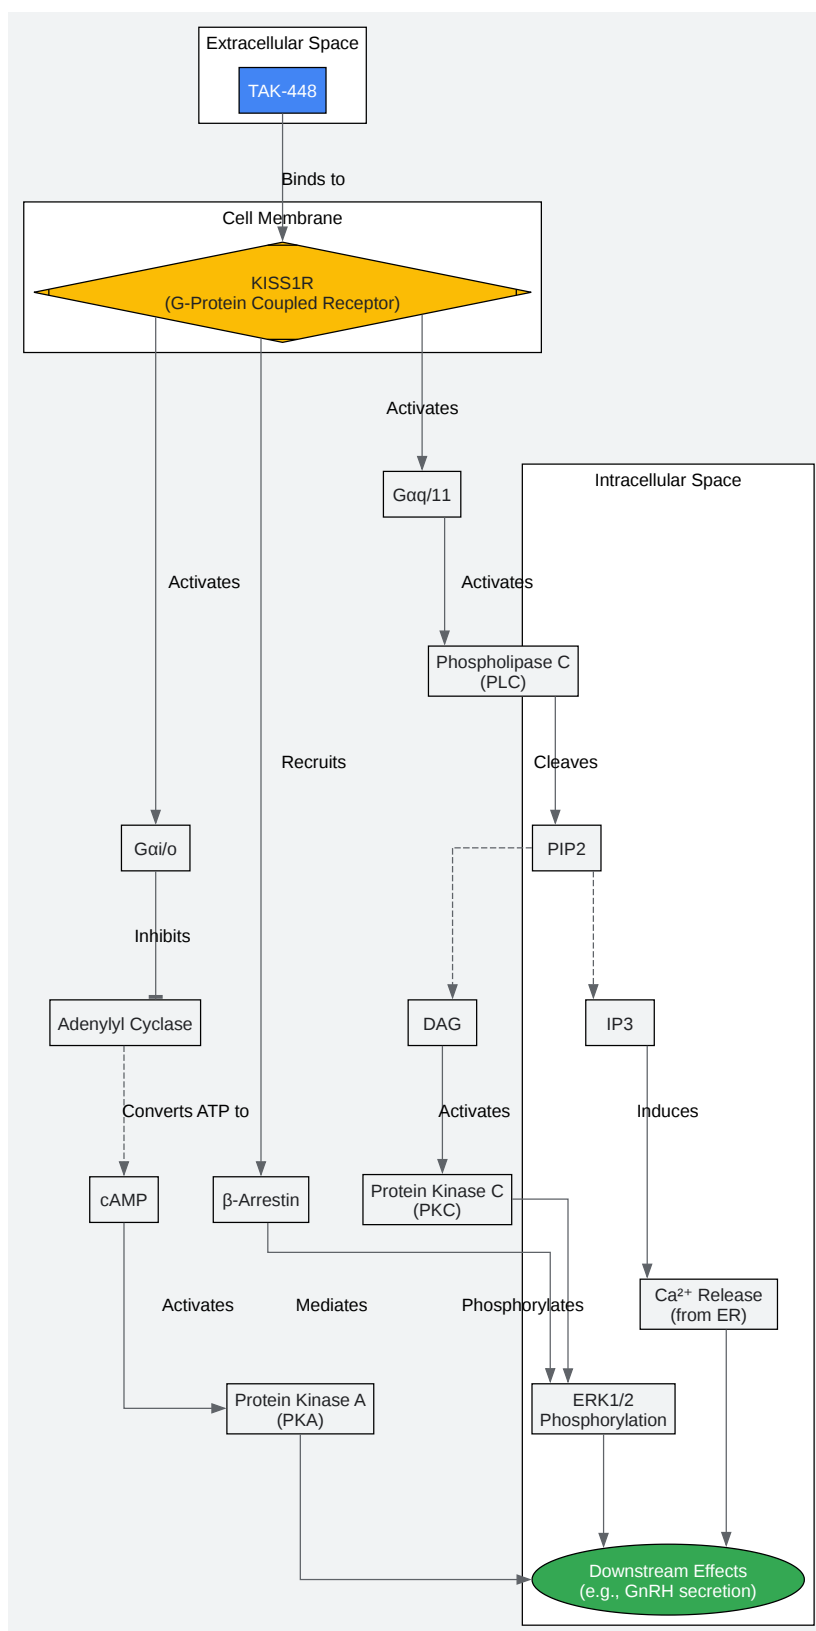 Extracellular Space
TAK-448
Binds to
Cell Membrane
KISS1R
(G-Protein Coupled Receptor)
Activates
Gαq/11
Intracellular Space
Activates
Activates
Phospholipase C
(PLC)
Recruits
Cleaves
Gαi/o
PIP2
Inhibits
Adenylyl Cyclase
DAG
IP3
Converts ATP to
Activates
Induces
cAMP
β-Arrestin
Protein Kinase C
(PKC)
Activates
Mediates
Phosphorylates
Ca²⁺ Release
(from ER)
Protein Kinase A
(PKA)
ERK1/2
Phosphorylation
Downstream Effects
(e.g., GnRH secretion)